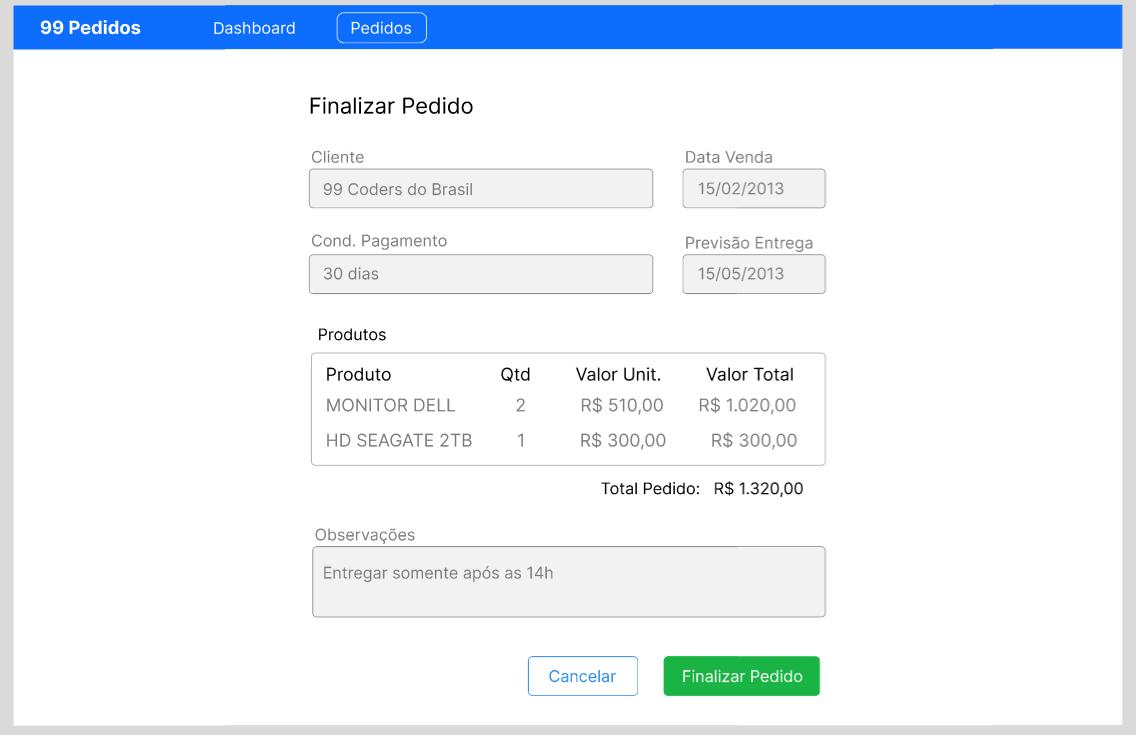 99 Pedidos Dashboard Pedidos
Finalizar Pedido
Cliente Data Venda
99 Coders do Brasil 15/02/2013
Cond. Pagamento Previsão Entrega
30 dias 15/05/2013
Produtos
Produto Qtd Valor Unit. Valor Total
MONITOR DELL 2 R$ 510,00 R$ 1.020,00
HD SEAGATE 2TB 1 R$ 300,00 R$ 300,00
Total Pedido: R$ 1.320,00
Observações
Entregar somente após as 14h
Cancelar Finalizar Pedido